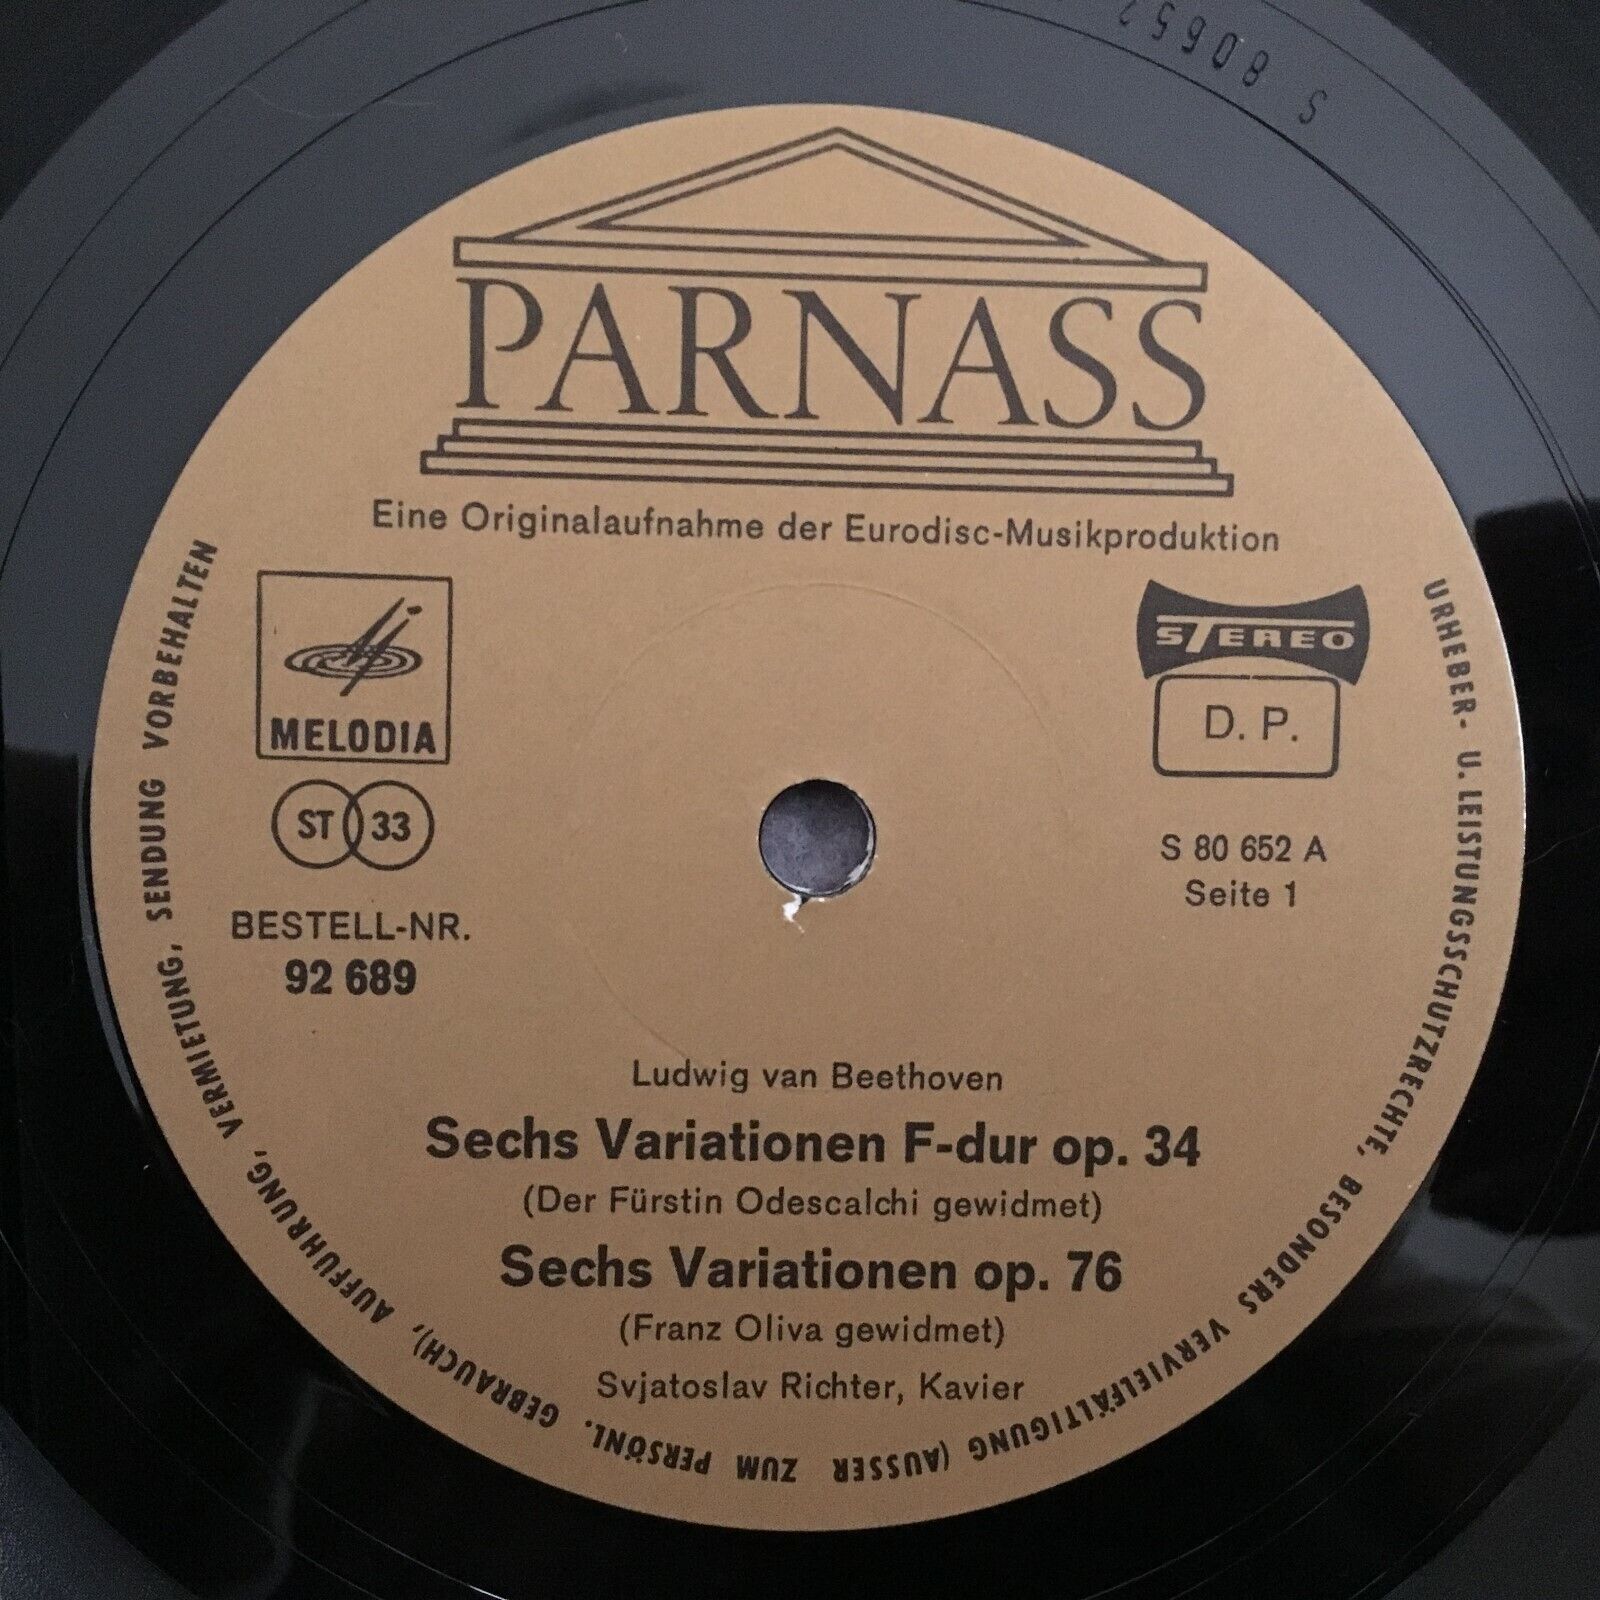 S 80652
PARNASS
Eine Originalaufnahme der Eurodisc-Musikproduktion
MELODIA
ST 33
BESTELL-NR.
92 689
STEREO
D. P.
S 80 652 A
Seite 1
Ludwig van Beethoven
Sechs Variationen F-dur op. 34
(Der Fürstin Odescalchi gewidmet)
Sechs Variationen op. 76
(Franz Oliva gewidmet)
Svjatoslav Richter, Kavier
URHEBER- U. LEISTUNGSSCHUTZRECHTE, BESONDERS VERVIELFÄLTIGUNG (AUSSER ZUM PERSÖNL. GEBRAUCH), AUFFUHRUNG, VERMIETUNG, SENDUNG VORBEHALTEN